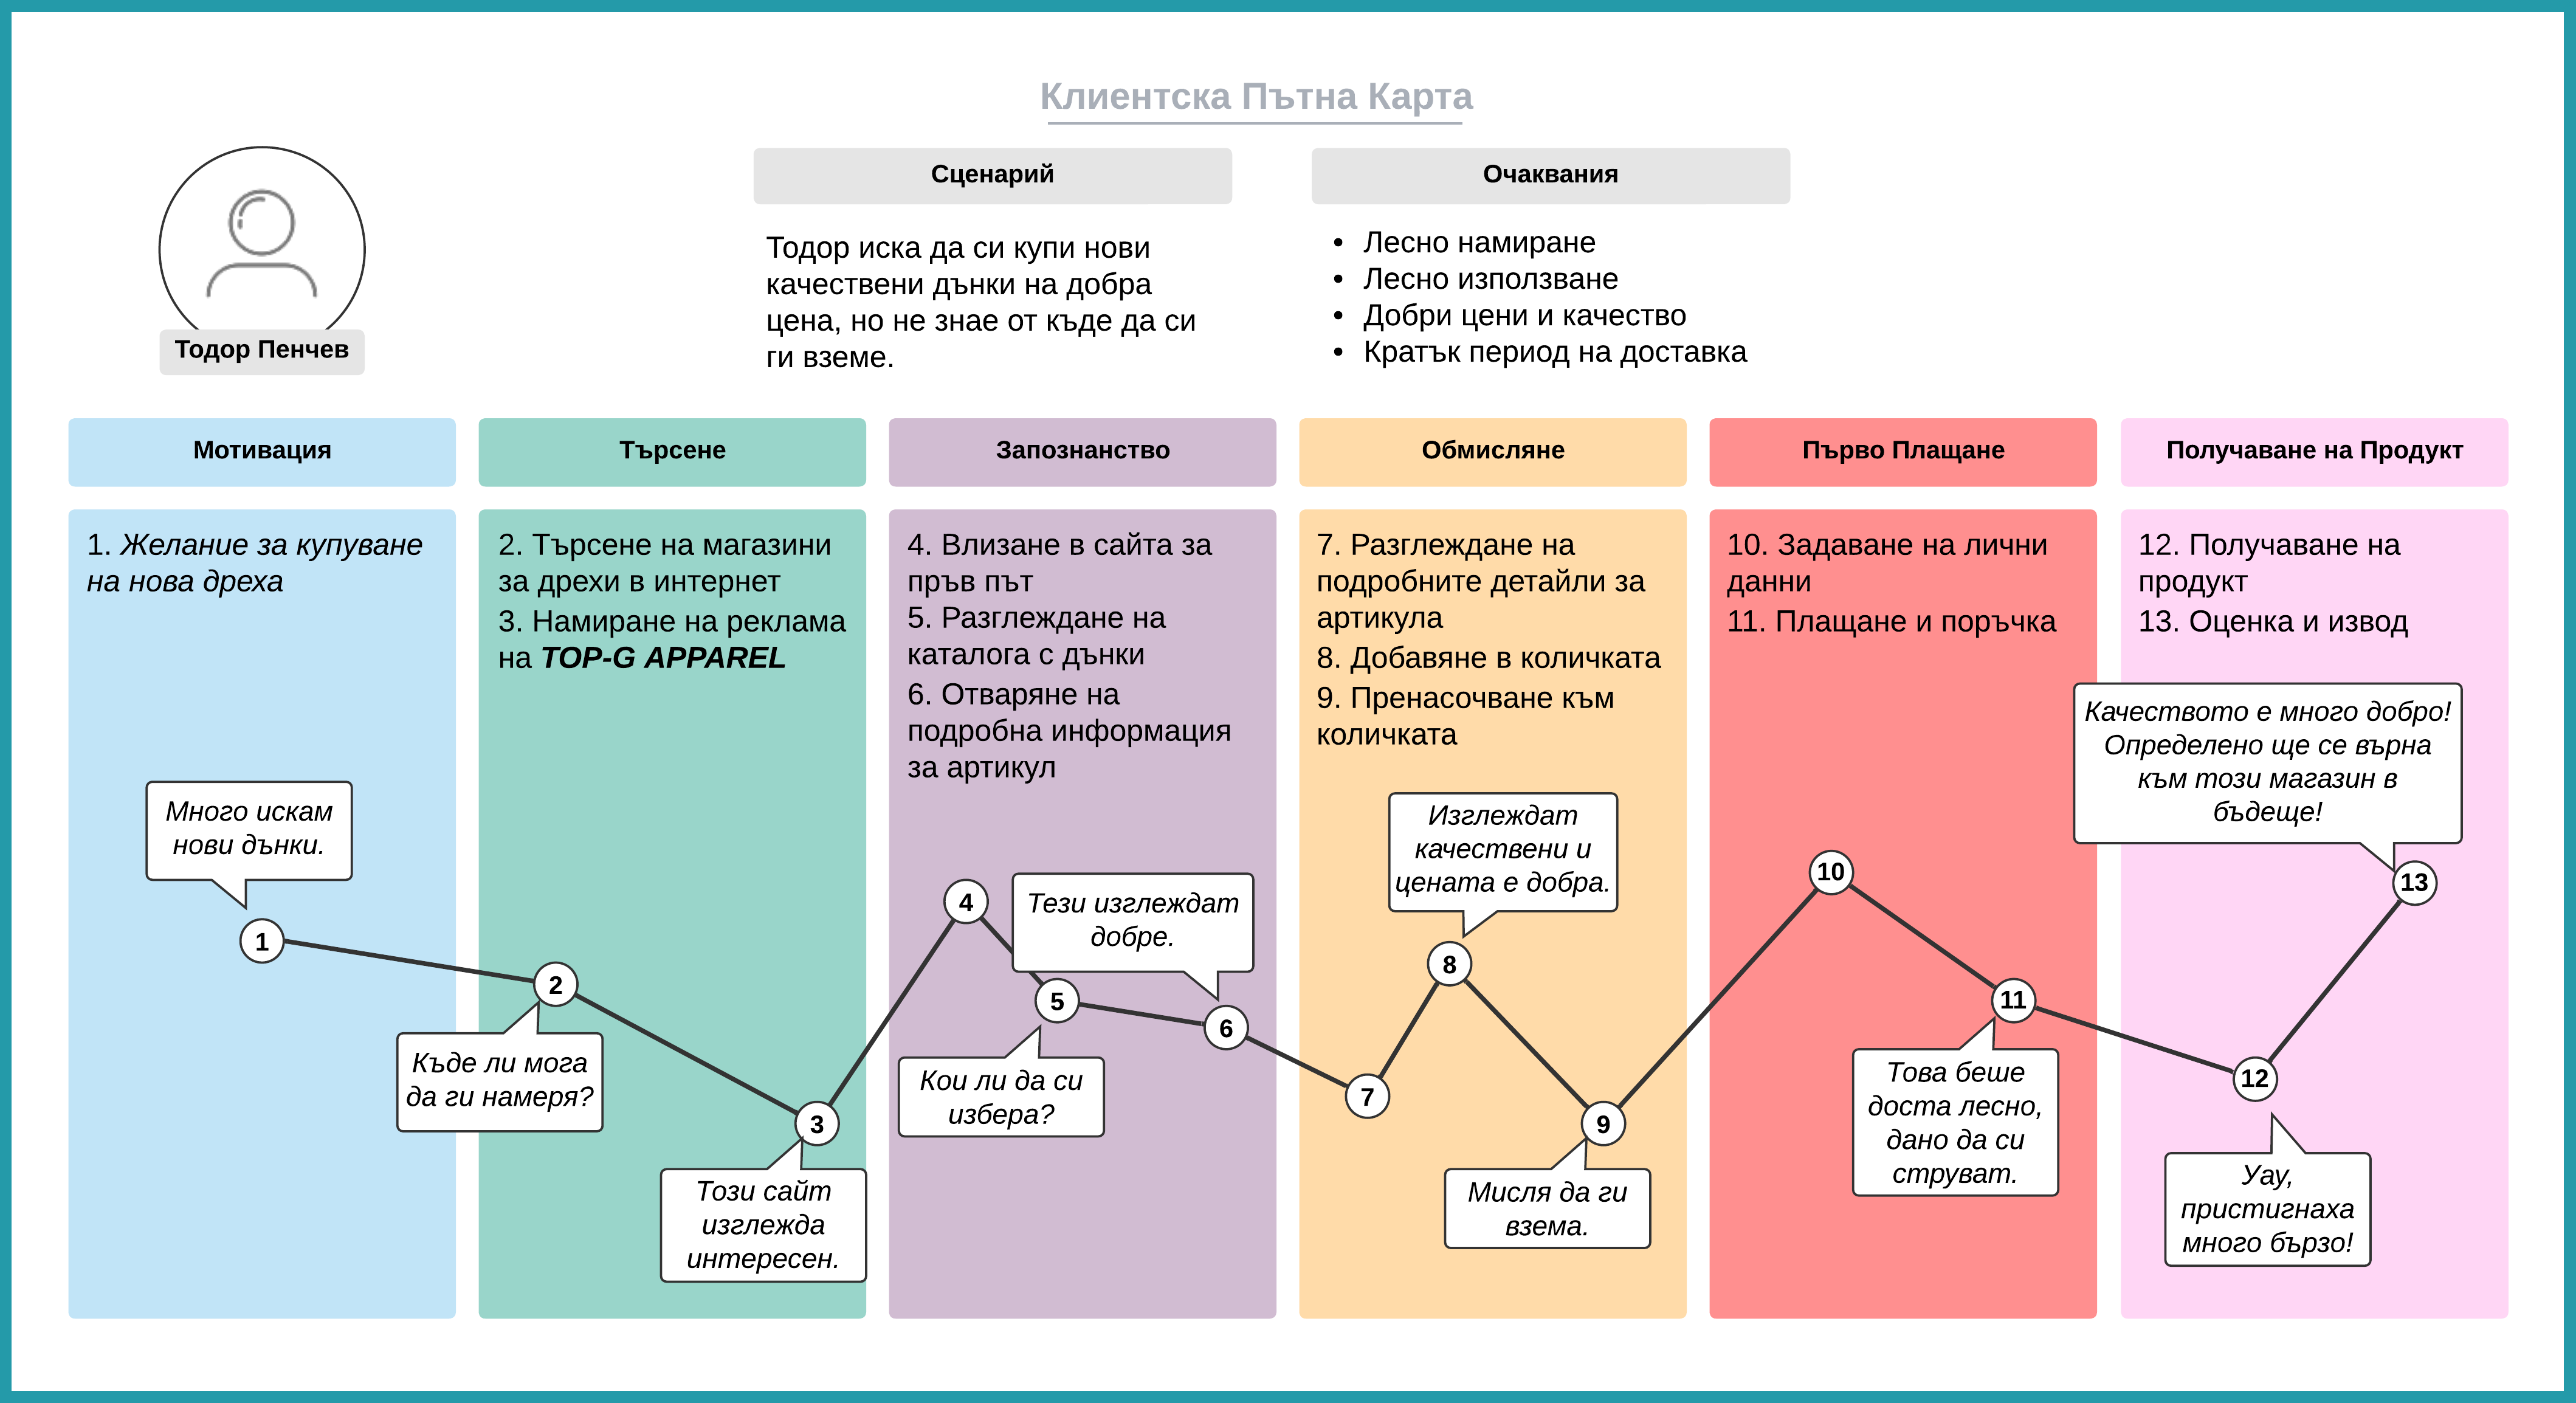 Клиентска Пътна Карта
Тодор Пенчев
Сценарий
Тодор иска да си купи нови
качествени дънки на добра
цена, но не знае от къде да си
ги вземе.
Очаквания
• Лесно намиране
• Лесно използване
• Добри цени и качество
• Кратък период на доставка
Мотивация
1. Желание за купуване
на нова дреха
Много искам
нови дънки.
1
Търсене
2. Търсене на магазини
за дрехи в интернет
3. Намиране на реклама
на TOP-G APPAREL
2
Къде ли мога
да ги намеря?
3
Този сайт
изглежда
интересен.
Запознанство
4. Влизане в сайта за
пръв път
5. Разглеждане на
каталога с дънки
6. Отваряне на
подробна информация
за артикул
4
Тези изглеждат
добре.
5
6
Кои ли да си
избера?
Обмисляне
7. Разглеждане на
подробните детайли за
артикула
8. Добавяне в количката
9. Пренасочване към
количката
Изглеждат
качествени и
цената е добра.
8
7
9
Мисля да ги
взема.
Първо Плащане
10. Задаване на лични
данни
11. Плащане и поръчка
10
11
Това беше
доста лесно,
дано да си
струват.
Получаване на Продукт
12. Получаване на
продукт
13. Оценка и извод
Качеството е много добро!
Определено ще се върна
към този магазин в
бъдеще!
13
12
Уау,
пристигнаха
много бързо!